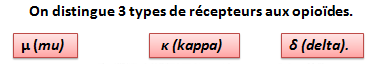 On distingue 3 types de récepteurs aux opioïdes.
μ (mu) κ (kappa) δ (delta).